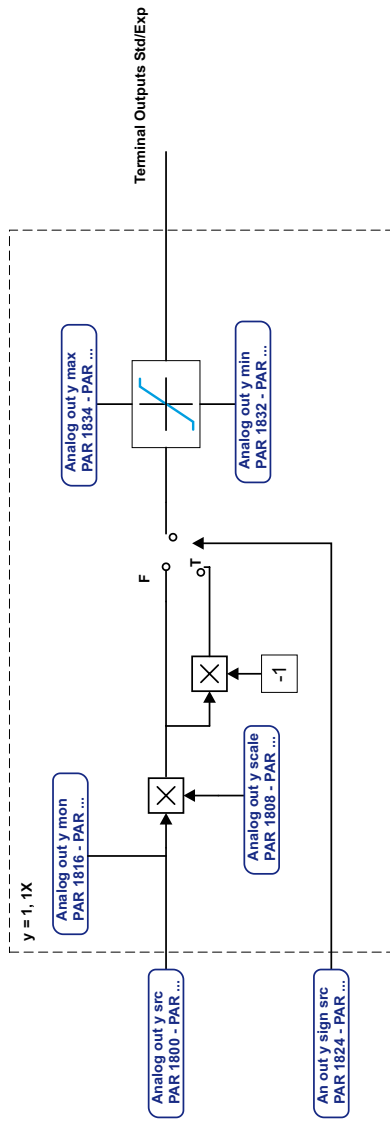 y = 1, 1X
Analog out y src
PAR 1800 - PAR ...
An out y sign src
PAR 1824 - PAR ...
Analog out y mon
PAR 1816 - PAR ...
Analog out y scale
PAR 1808 - PAR ...
-1
F
T
Analog out y max
PAR 1834 - PAR ...
Analog out y min
PAR 1832 - PAR ...
Terminal Outputs Std/Exp